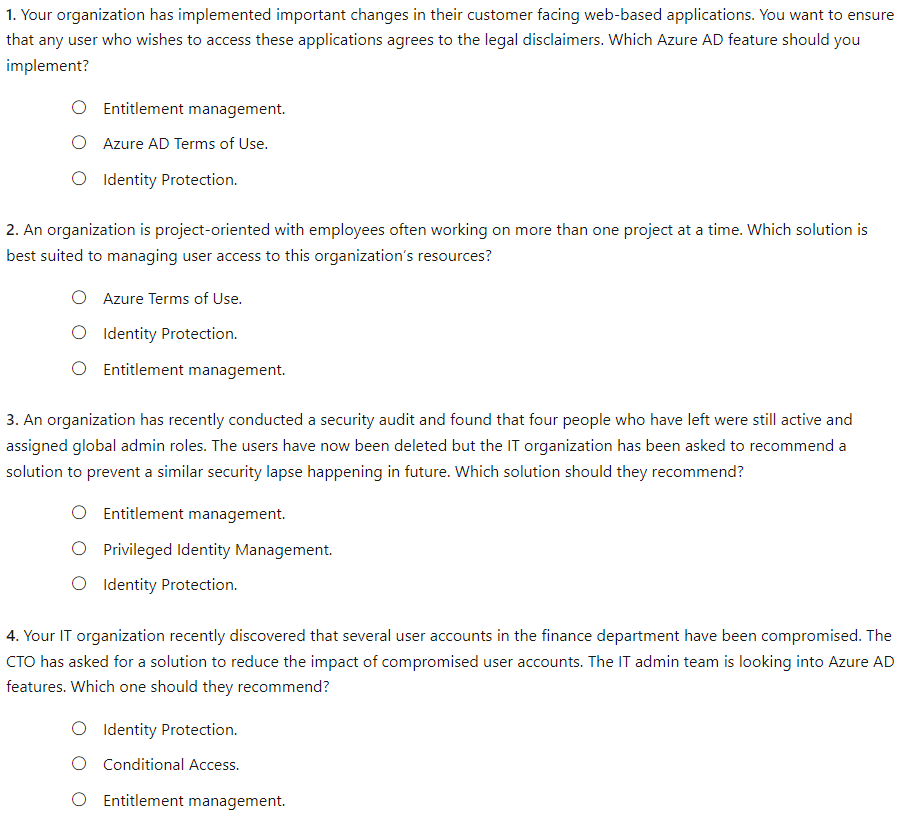 1. Your organization has implemented important changes in their customer facing web-based applications. You want to ensure
that any user who wishes to access these applications agrees to the legal disclaimers. Which Azure AD feature should you
implement?
Entitlement management.
Azure AD Terms of Use.
Identity Protection.
2. An organization is project-oriented with employees often working on more than one project at a time. Which solution is
best suited to managing user access to this organization's resources?
Azure Terms of Use.
Identity Protection.
Entitlement management.
3. An organization has recently conducted a security audit and found that four people who have left were still active and
assigned global admin roles. The users have now been deleted but the IT organization has been asked to recommend a
solution to prevent a similar security lapse happening in future. Which solution should they recommend?
Entitlement management.
Privileged Identity Management.
Identity Protection.
4. Your IT organization recently discovered that several user accounts in the finance department have been compromised. The
CTO has asked for a solution to reduce the impact of compromised user accounts. The IT admin team is looking into Azure AD
features. Which one should they recommend?
Identity Protection.
Conditional Access.
Entitlement management.